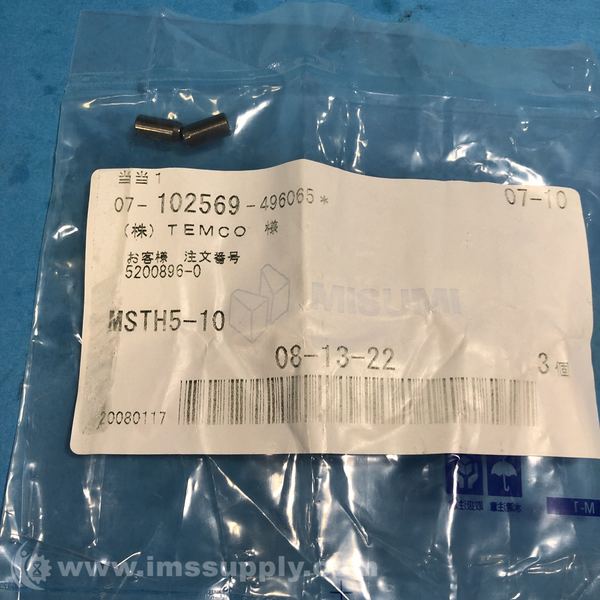 当当1
07-102569-496065*
07-10
(株) TEMCO 様
お客様 注文番号
5200896-0
MISUMI
MSTH5-10
08-13-22
3個
20080117
M-T
www.imssupply.com